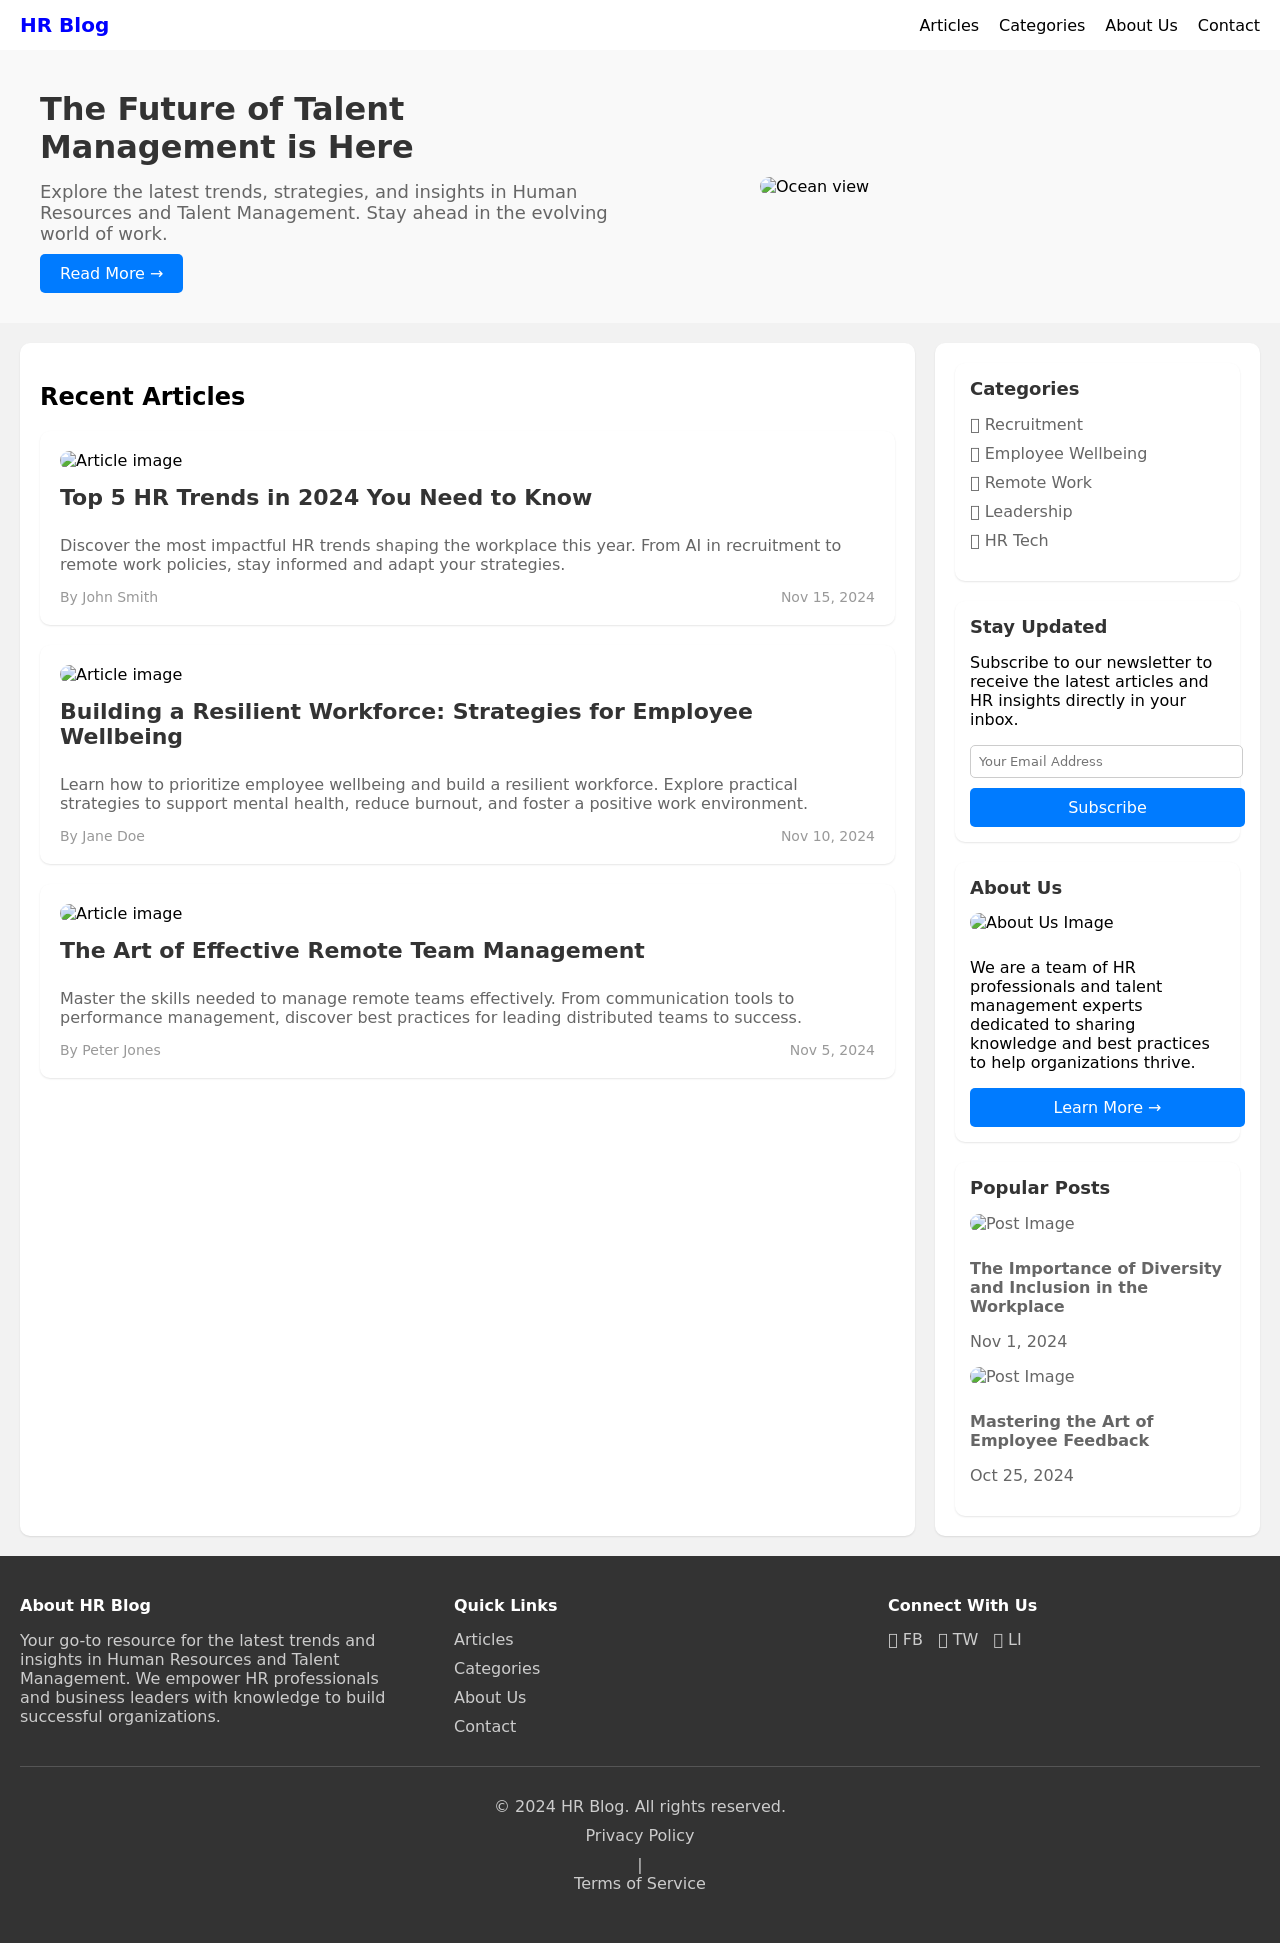 HR Blog
Articles Categories About Us Contact
The Future of Talent
Management is Here
Explore the latest trends, strategies, and insights in Human
Resources and Talent Management. Stay ahead in the evolving
world of work.
Read More →
Ocean view
Recent Articles
Article image
Top 5 HR Trends in 2024 You Need to Know
Discover the most impactful HR trends shaping the workplace this year. From AI in recruitment to
remote work policies, stay informed and adapt your strategies.
By John Smith Nov 15, 2024
Article image
Building a Resilient Workforce: Strategies for Employee
Wellbeing
Learn how to prioritize employee wellbeing and build a resilient workforce. Explore practical
strategies to support mental health, reduce burnout, and foster a positive work environment.
By Jane Doe Nov 10, 2024
Article image
The Art of Effective Remote Team Management
Master the skills needed to manage remote teams effectively. From communication tools to
performance management, discover best practices for leading distributed teams to success.
By Peter Jones Nov 5, 2024
Categories
Recruitment
Employee Wellbeing
Remote Work
Leadership
HR Tech
Stay Updated
Subscribe to our newsletter to
receive the latest articles and
HR insights directly in your
inbox.
Your Email Address
Subscribe
About Us
About Us Image
We are a team of HR
professionals and talent
management experts
dedicated to sharing
knowledge and best practices
to help organizations thrive.
Learn More →
Popular Posts
Post Image
The Importance of Diversity
and Inclusion in the
Workplace
Nov 1, 2024
Post Image
Mastering the Art of
Employee Feedback
Oct 25, 2024
About HR Blog
Your go-to resource for the latest trends and
insights in Human Resources and Talent
Management. We empower HR professionals
and business leaders with knowledge to build
successful organizations.
Quick Links
Articles
Categories
About Us
Contact
Connect With Us
FB TW LI
© 2024 HR Blog. All rights reserved.
Privacy Policy
|
Terms of Service